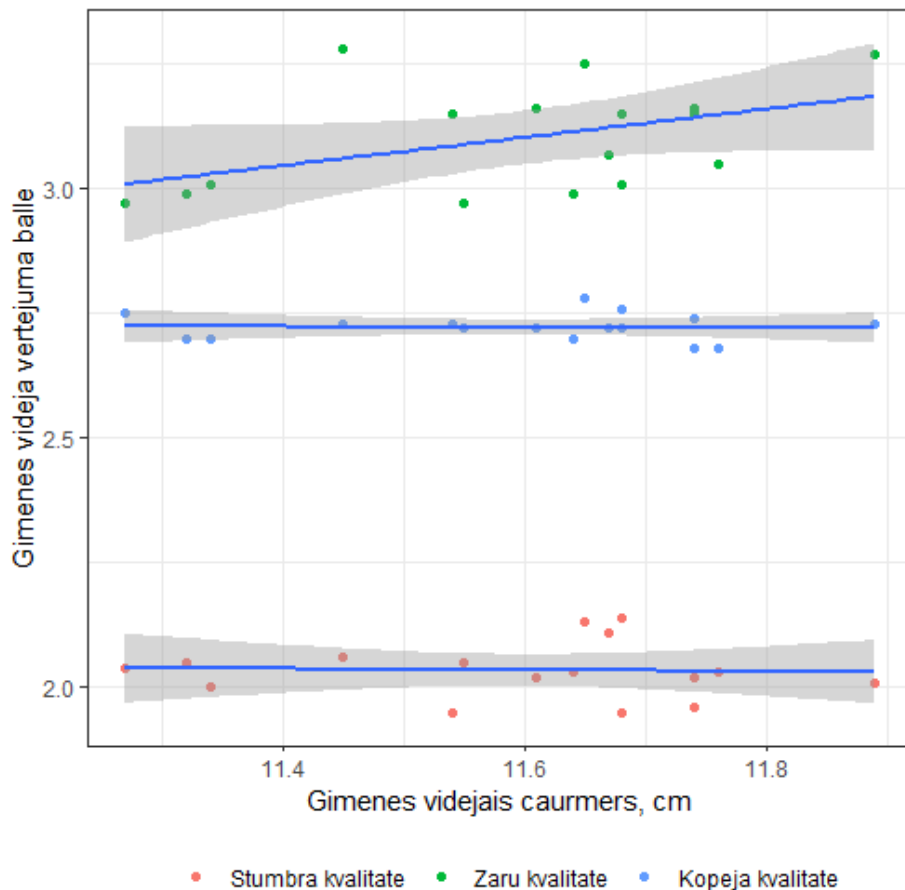 Gimenes videja vertejuma balle
3.0
2.5
2.0
11.4 11.6 11.8
Gimenes videjais caurmers, cm
Stumbra kvalitate Zaru kvalitate Kopeja kvalitate